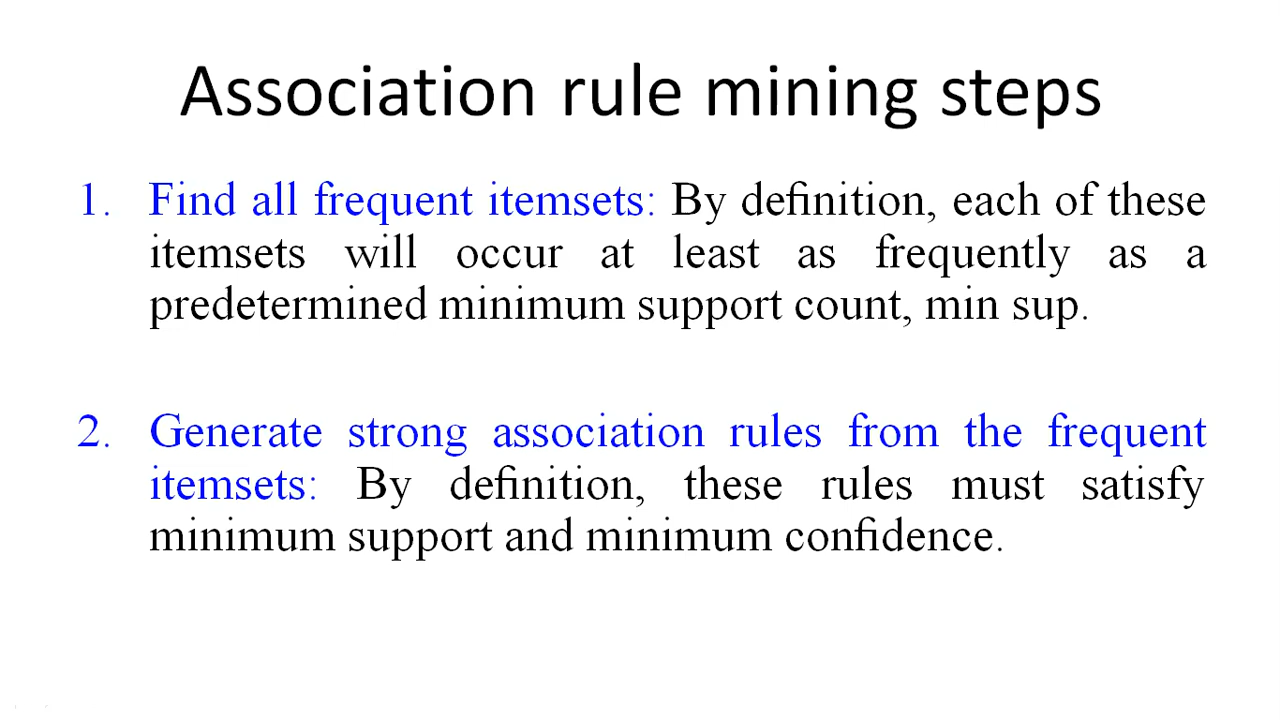 Association rule mining steps
1. Find all frequent itemsets: By definition, each of these
itemsets will occur at least as frequently as a
predetermined minimum support count, min sup.
2. Generate strong association rules from the frequent
itemsets: By definition, these rules must satisfy
minimum support and minimum confidence.